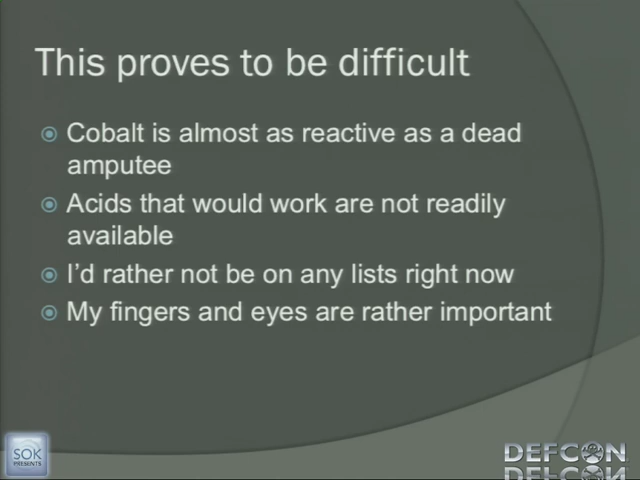 This proves to be difficult
Cobalt is almost as reactive as a dead
amputee
Acids that would work are not readily
available
I'd rather not be on any lists right now
My fingers and eyes are rather important
SOK
PRESENTS
DEFCON